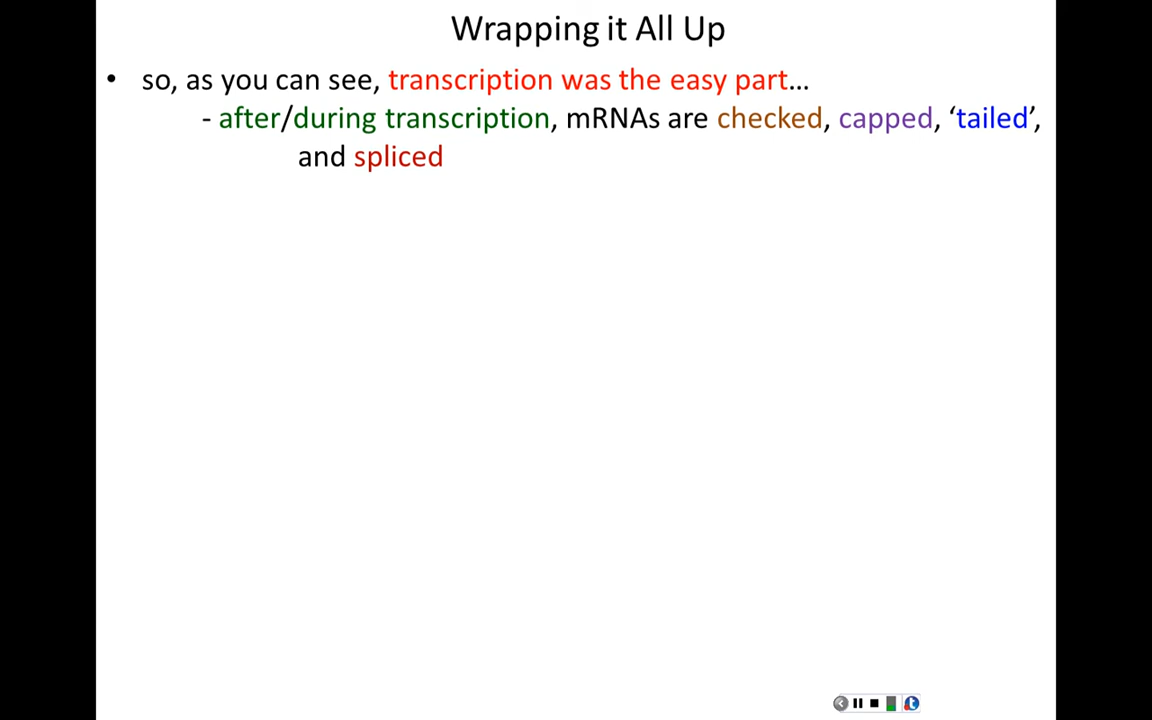 Wrapping it All Up
• so, as you can see, transcription was the easy part…
- after/during transcription, mRNAs are checked, capped, ‘tailed’,
and spliced